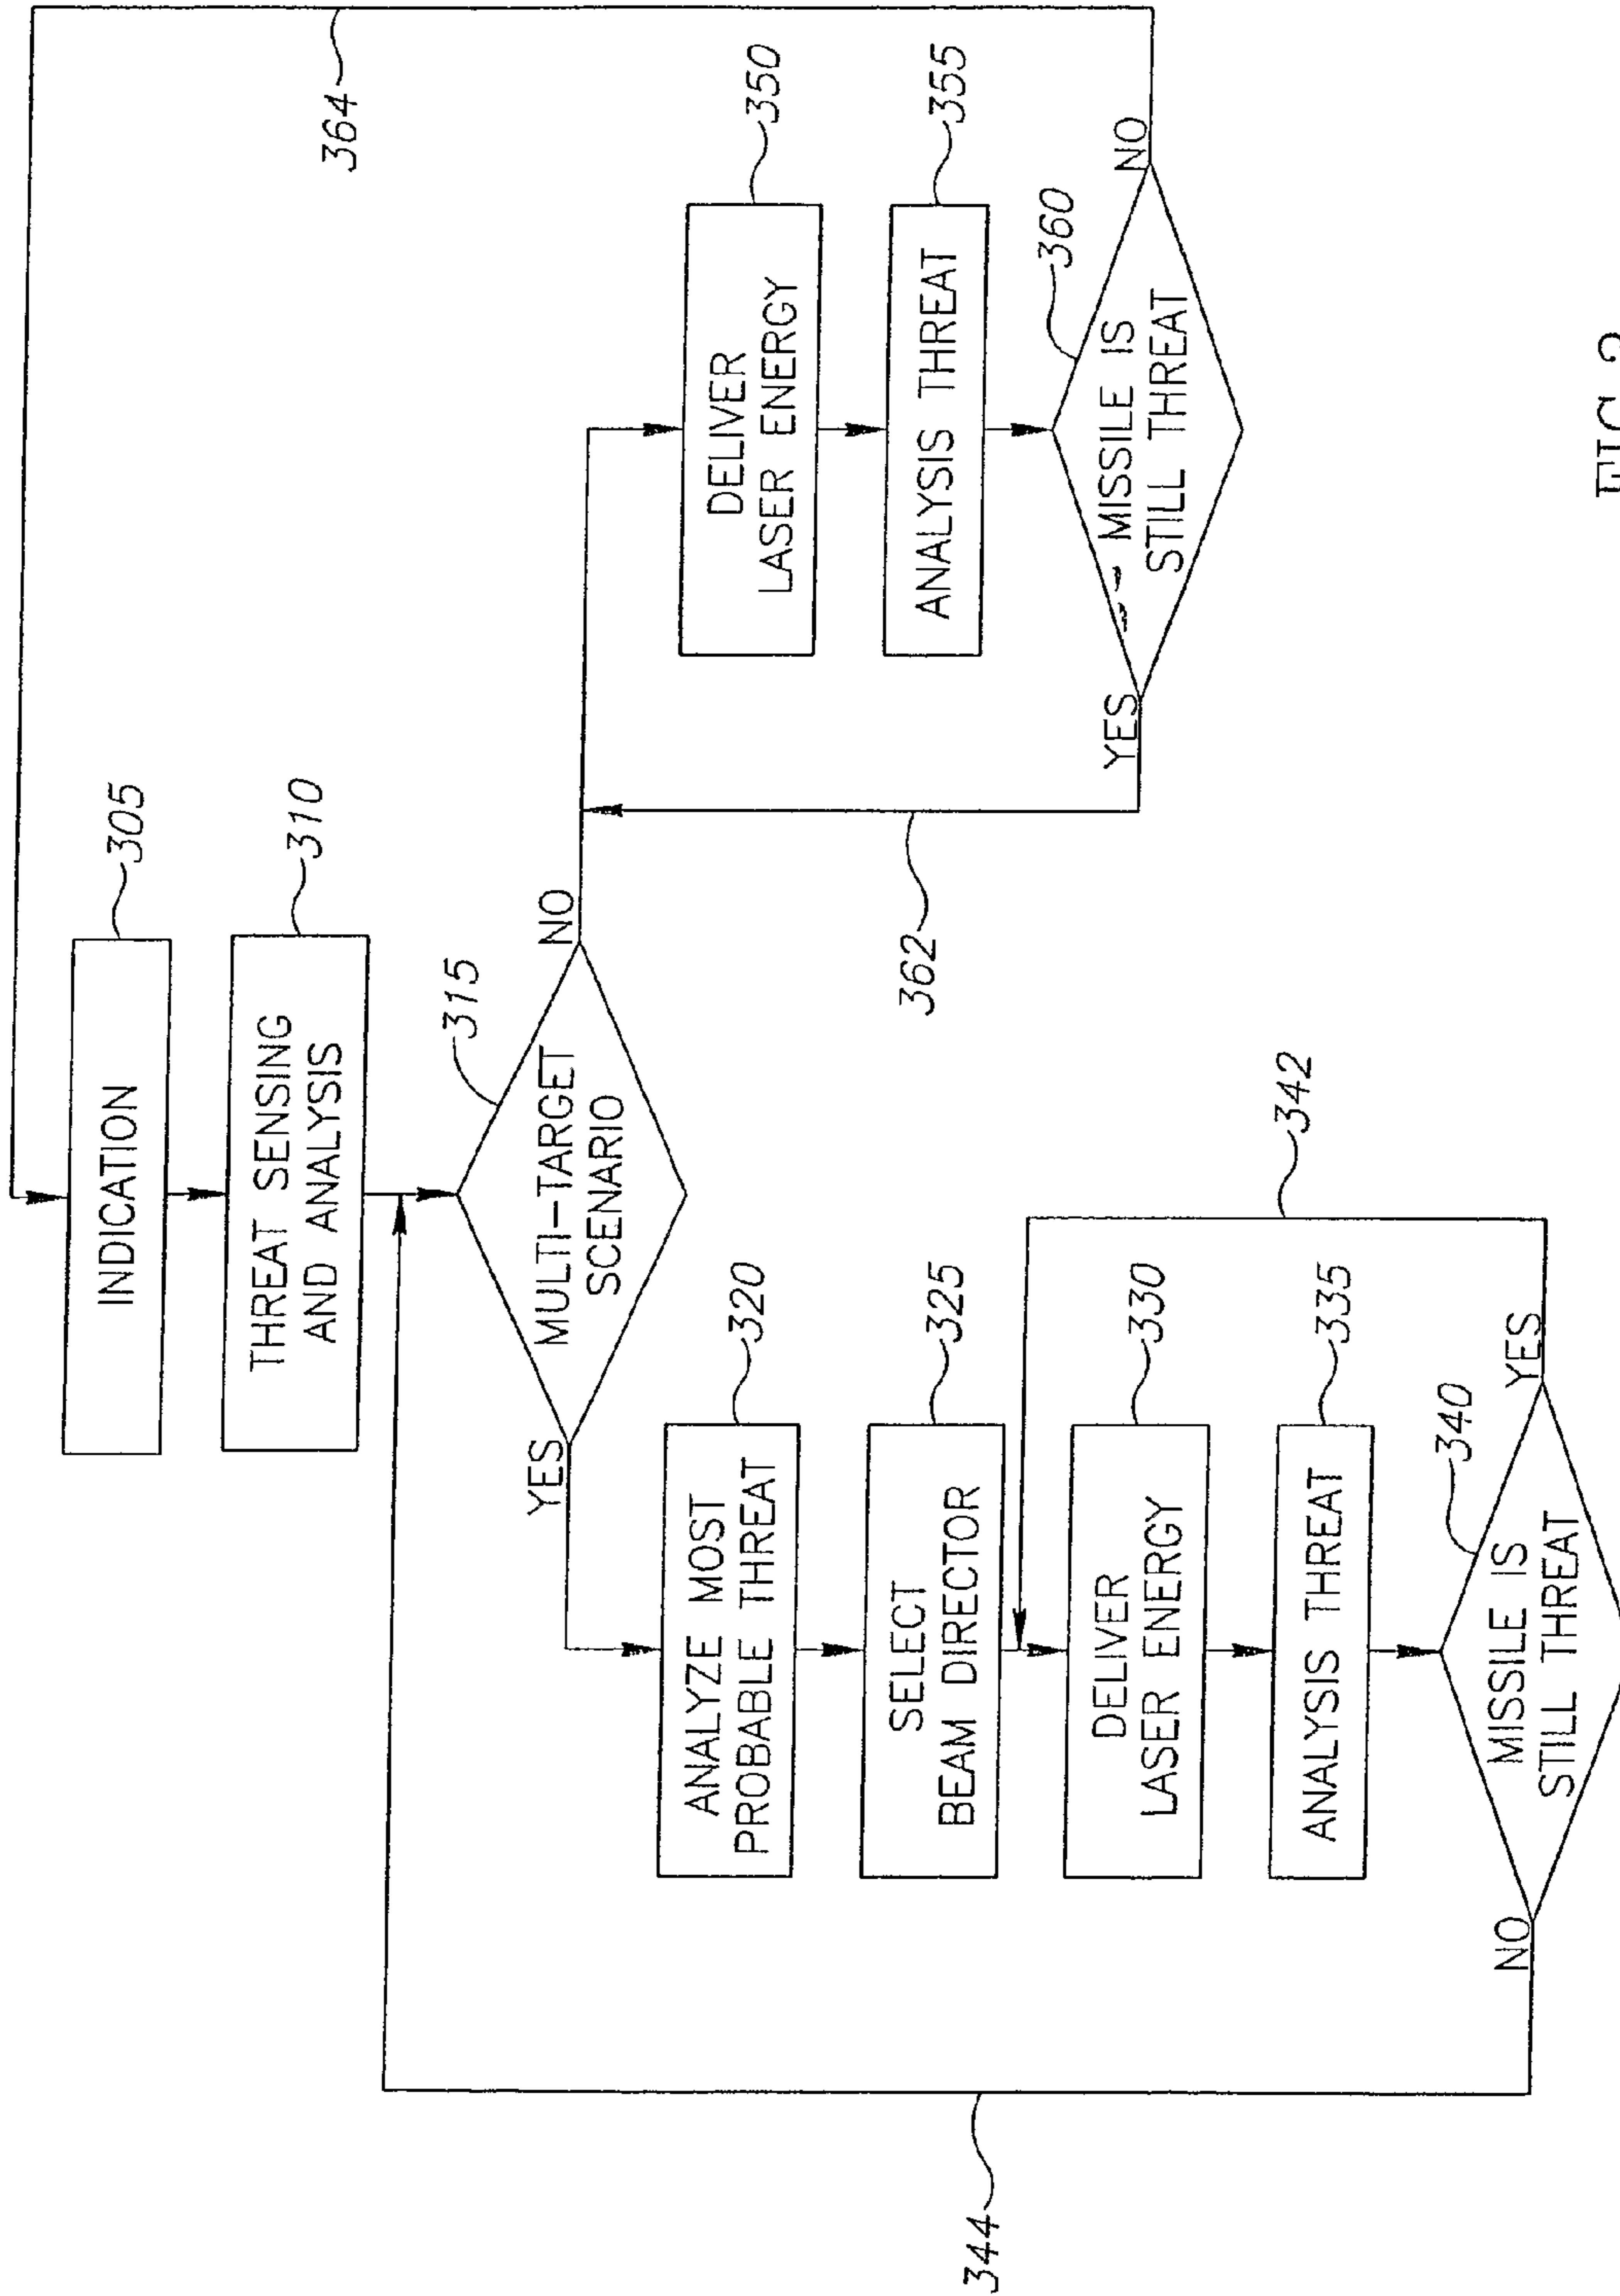 INDICATION
305
THREAT SENSING
AND ANALYSIS
310
MULTI-TARGET
SCENARIO
315
YES
NO
ANALYZE MOST
PROBABLE THREAT
320
SELECT
BEAM DIRECTOR
325
DELIVER
LASER ENERGY
330
ANALYSIS THREAT
335
MISSILE IS
STILL THREAT
340
NO
YES
342
344
DELIVER
LASER ENERGY
350
ANALYSIS THREAT
355
MISSILE IS
STILL THREAT
360
YES
NO
362
364